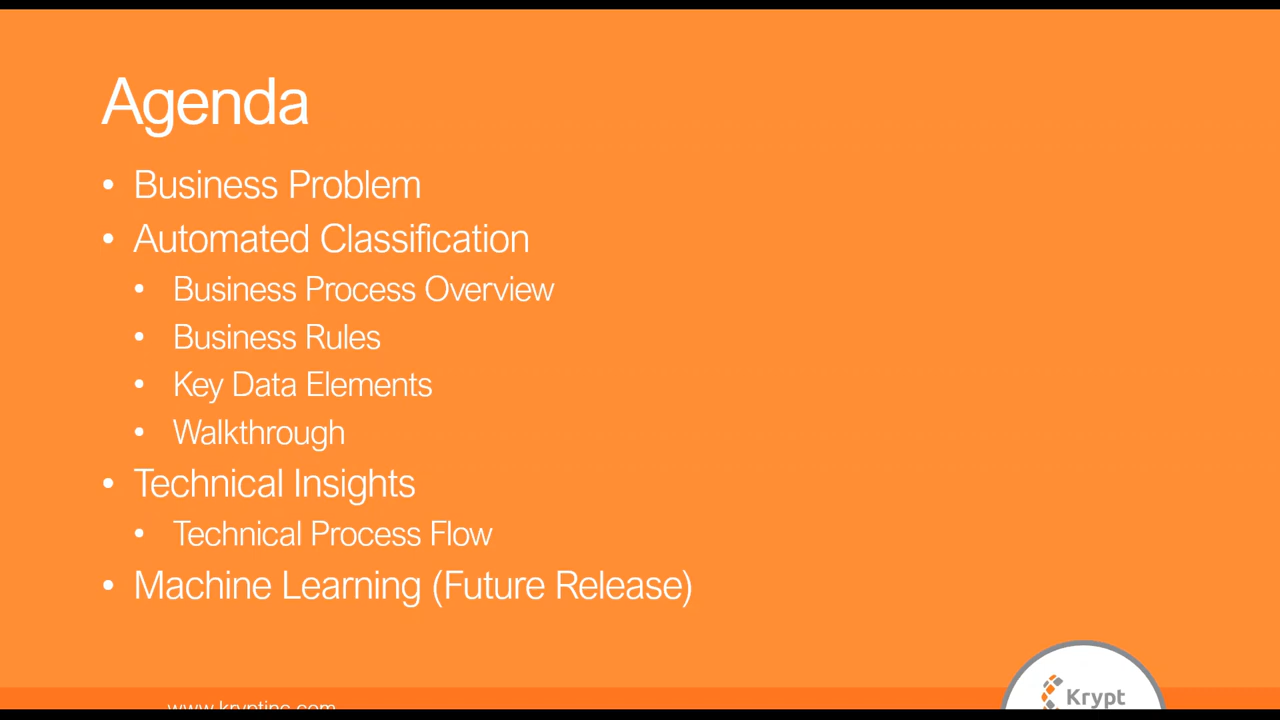 Agenda
• Business Problem
• Automated Classification
• Business Process Overview
• Business Rules
• Key Data Elements
• Walkthrough
• Technical Insights
• Technical Process Flow
• Machine Learning (Future Release)
www.kryptinc.com
Krypt